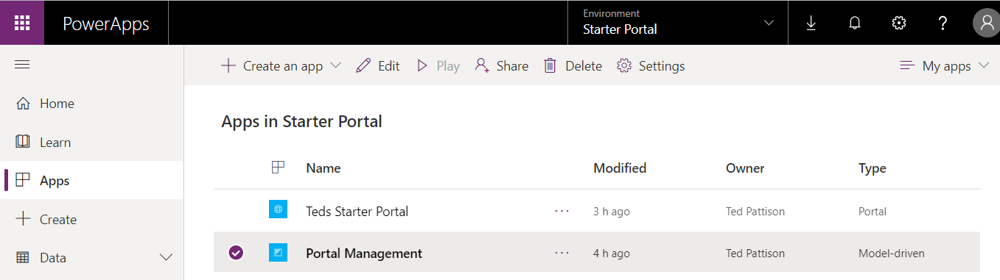 PowerApps
Environment
Starter Portal
?
Create an app Edit Play Share Delete Settings My apps
Home
Learn
Apps
Create
Data
Apps in Starter Portal
Name Modified Owner Type
Teds Starter Portal ... 3 h ago Ted Pattison Portal
Portal Management ... 4 h ago Ted Pattison Model-driven